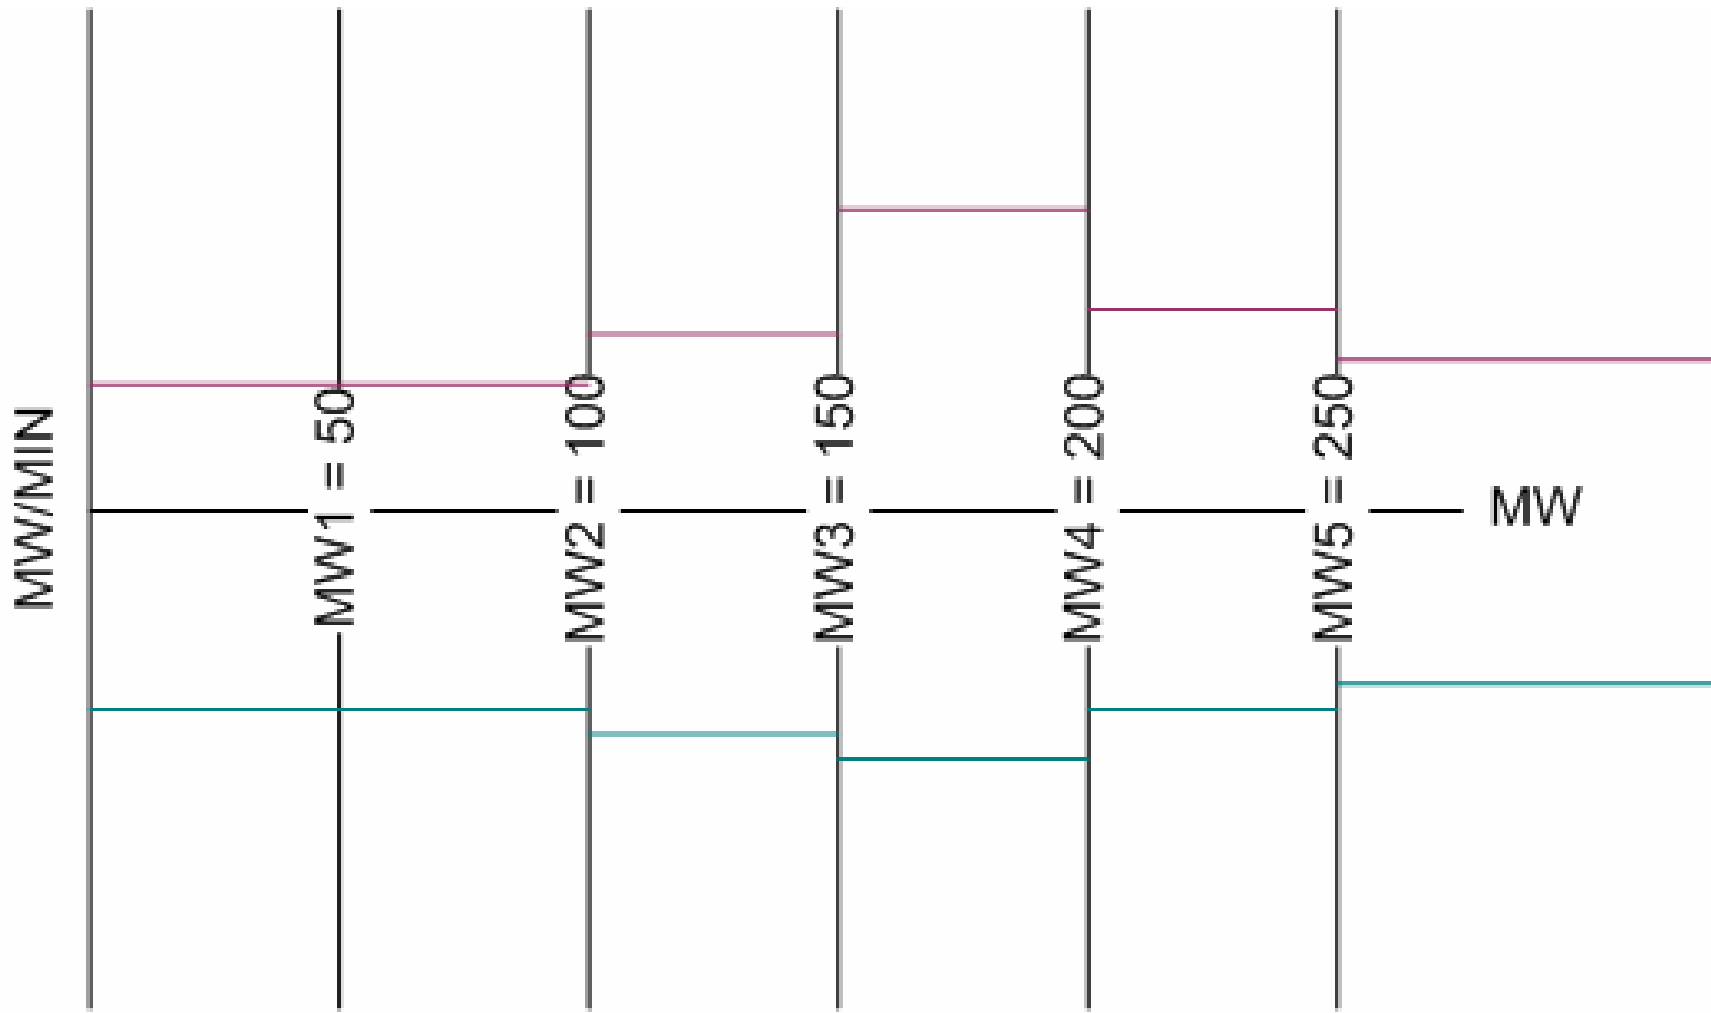 MW/MIN
MW1 = 50
MW2 = 100
MW3 = 150
MW4 = 200
MW5 = 250
MW